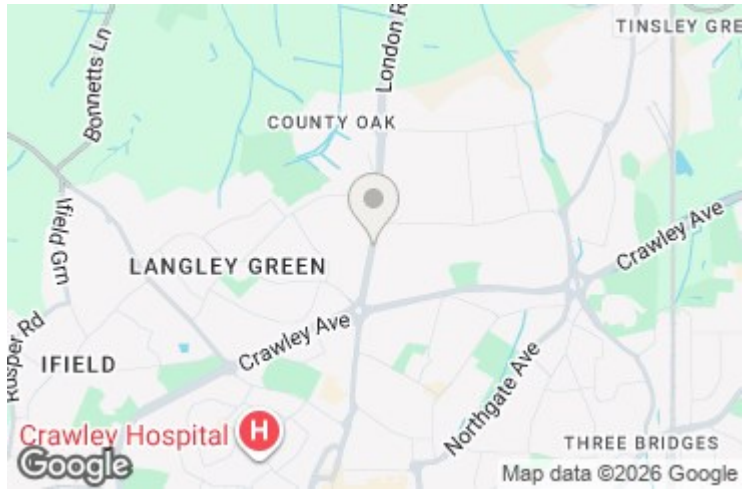 TINSLEY GRE
London R
Bonnetts Ln
COUNTY OAK
Ifield Grn
LANGLEY GREEN
Crawley Ave
Crawley Ave
Rusper Rd
IFIELD
Northgate Ave
Crawley Hospital
H
THREE BRIDGES
Google
Map data ©2026 Google